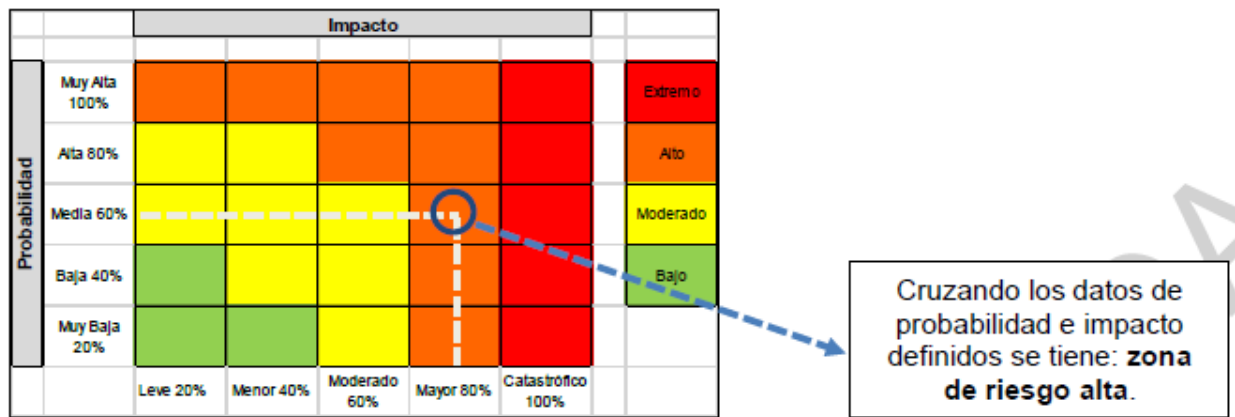 Impacto
Probabilidad
Muy Alta
100%
Extremo
Alta 80%
Alto
Media 60%
Moderado
Baja 40%
Bajo
Muy Baja
20%
Leve 20%
Menor 40%
Moderado
60%
Mayor 80%
Catastrófico
100%
Cruzando los datos de
probabilidad e impacto
definidos se tiene: zona
de riesgo alta.